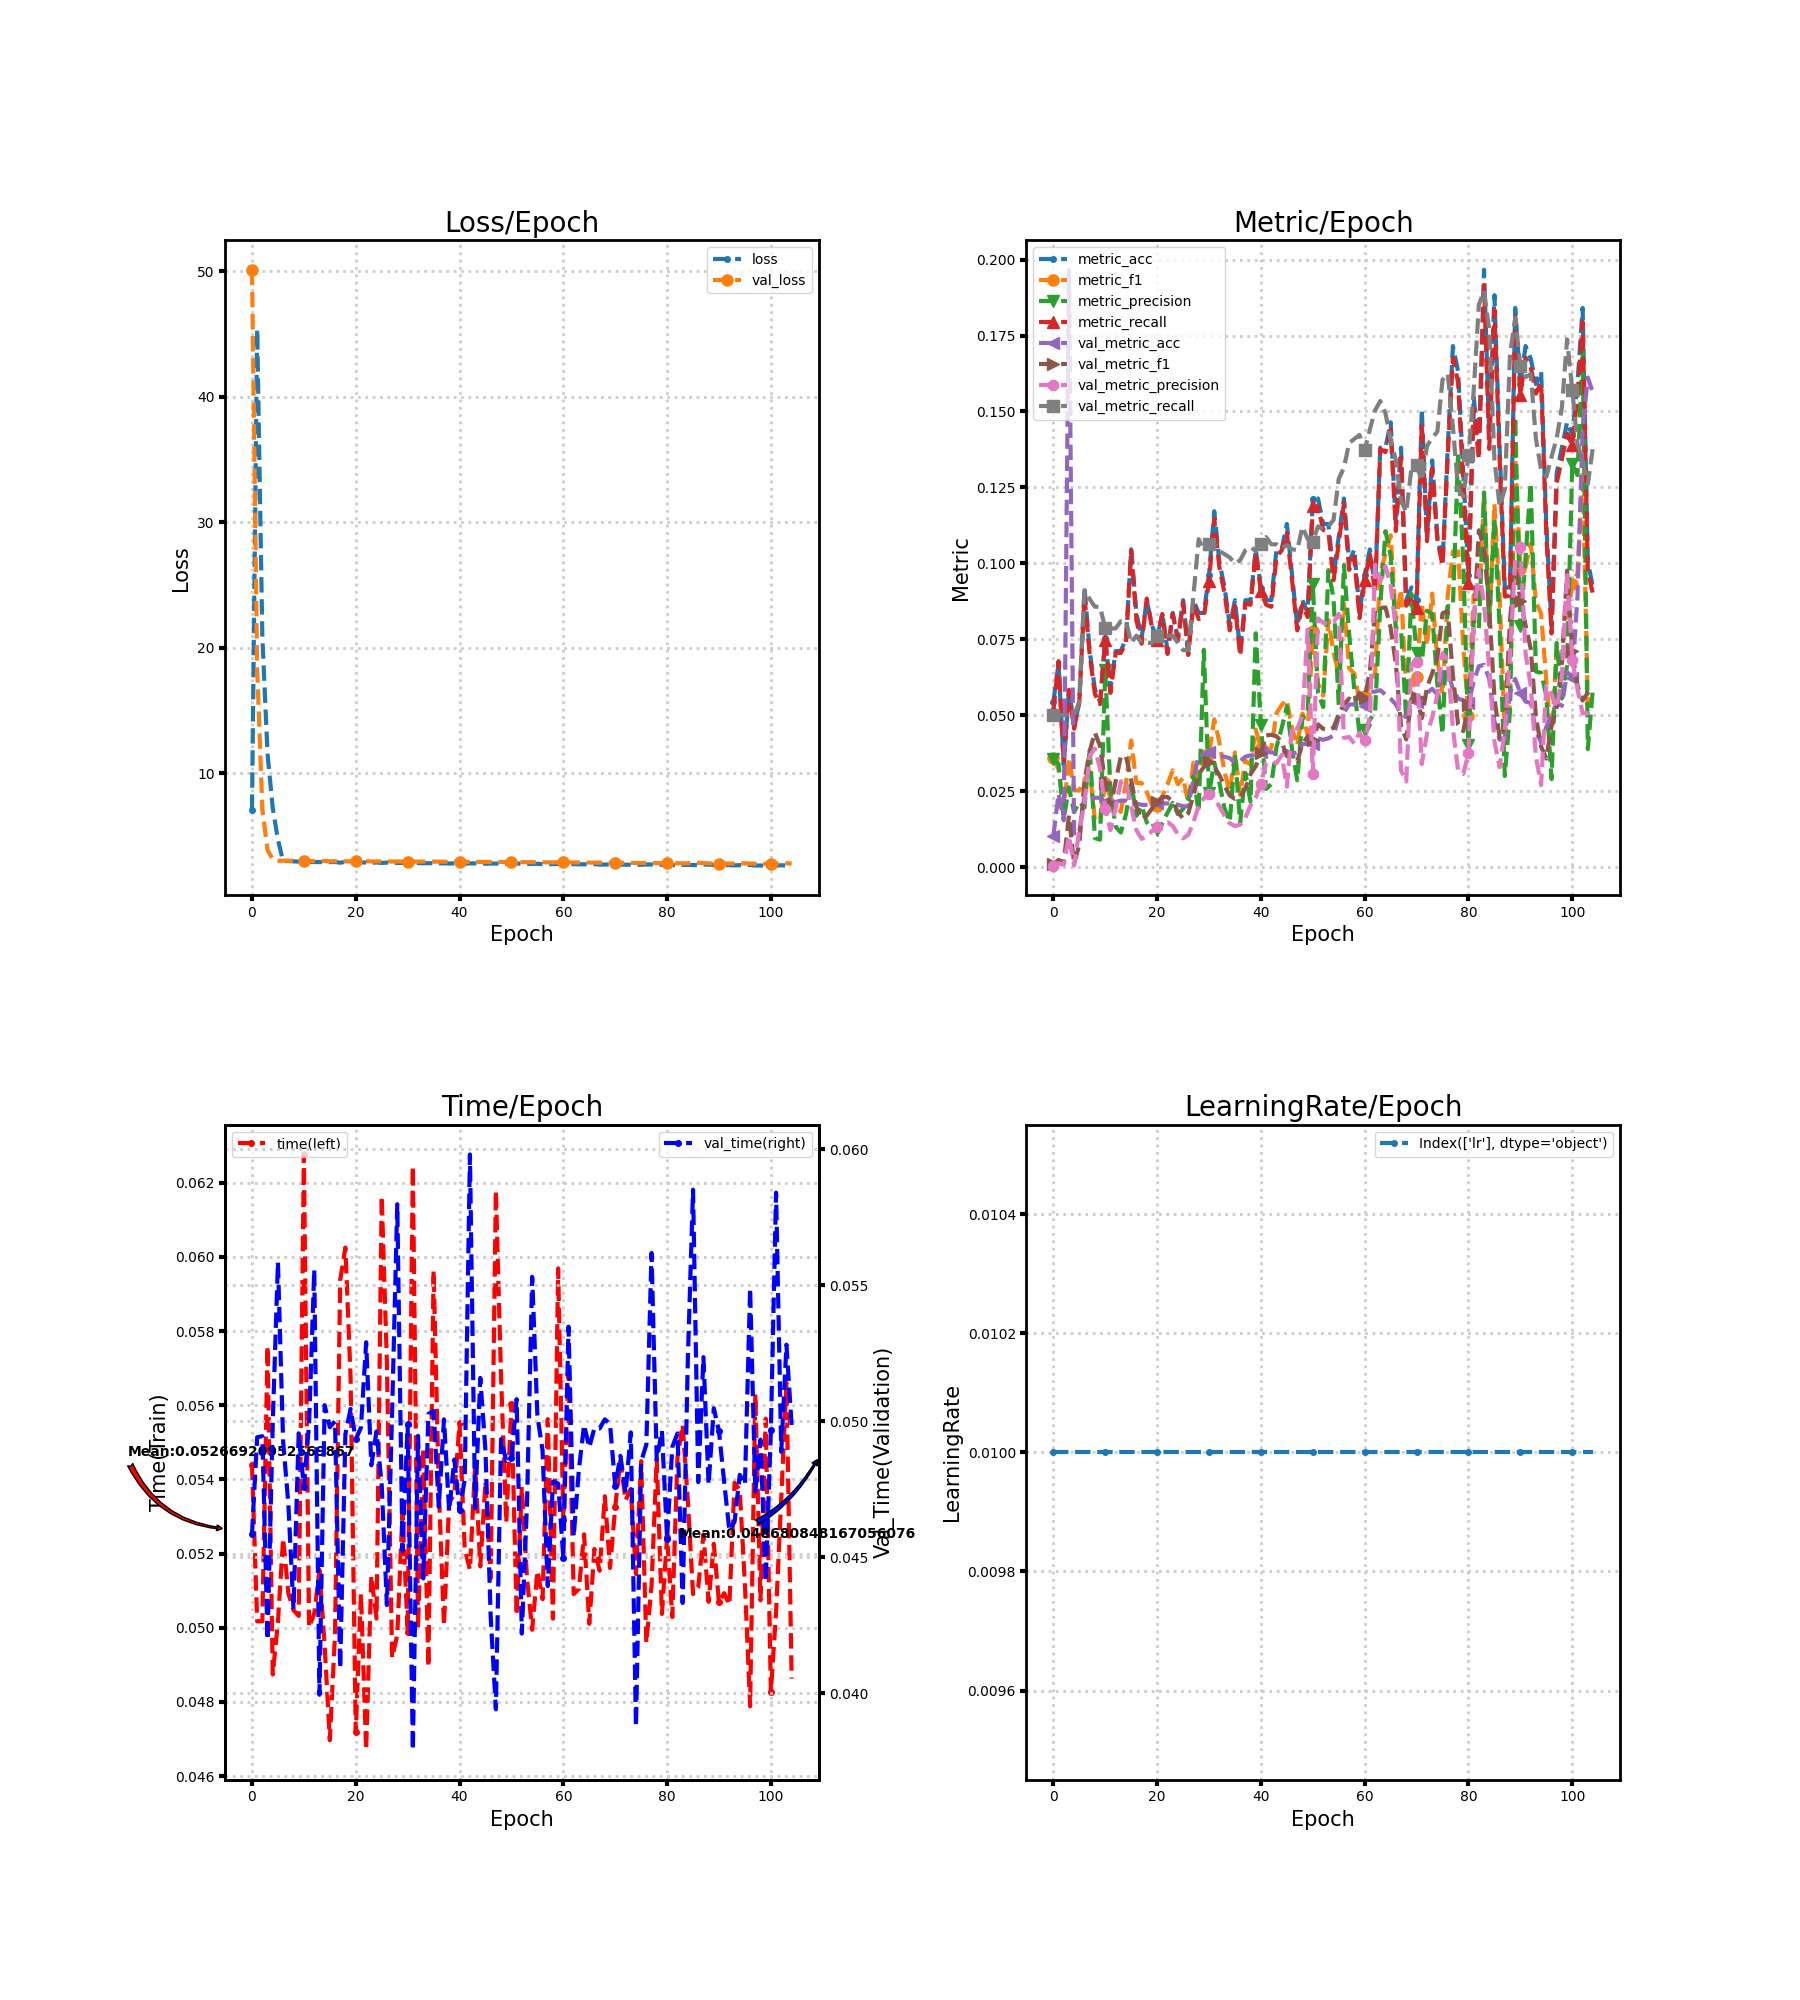 Loss/Epoch
50
40
30
20
10
Loss
loss
val_loss
0 20 40 60 80 100
Epoch
Metric/Epoch
0.200
0.175
0.150
0.125
0.100
0.075
0.050
0.025
0.000
Metric
metric_acc
metric_f1
metric_precision
metric_recall
val_metric_acc
val_metric_f1
val_metric_precision
val_metric_recall
0 20 40 60 80 100
Epoch
Time/Epoch
time(left)
val_time(right)
0.062
0.060
0.058
0.056
0.054
0.052
0.050
0.048
0.046
Time(Train)
0.060
0.055
0.050
0.045
0.040
Val_Time(Validation)
Mean:0.048680848167056076
0 20 40 60 80 100
Epoch
LearningRate/Epoch
Index(['lr'], dtype='object')
0.0104
0.0102
0.0100
0.0098
0.0096
LearningRate
0 20 40 60 80 100
Epoch